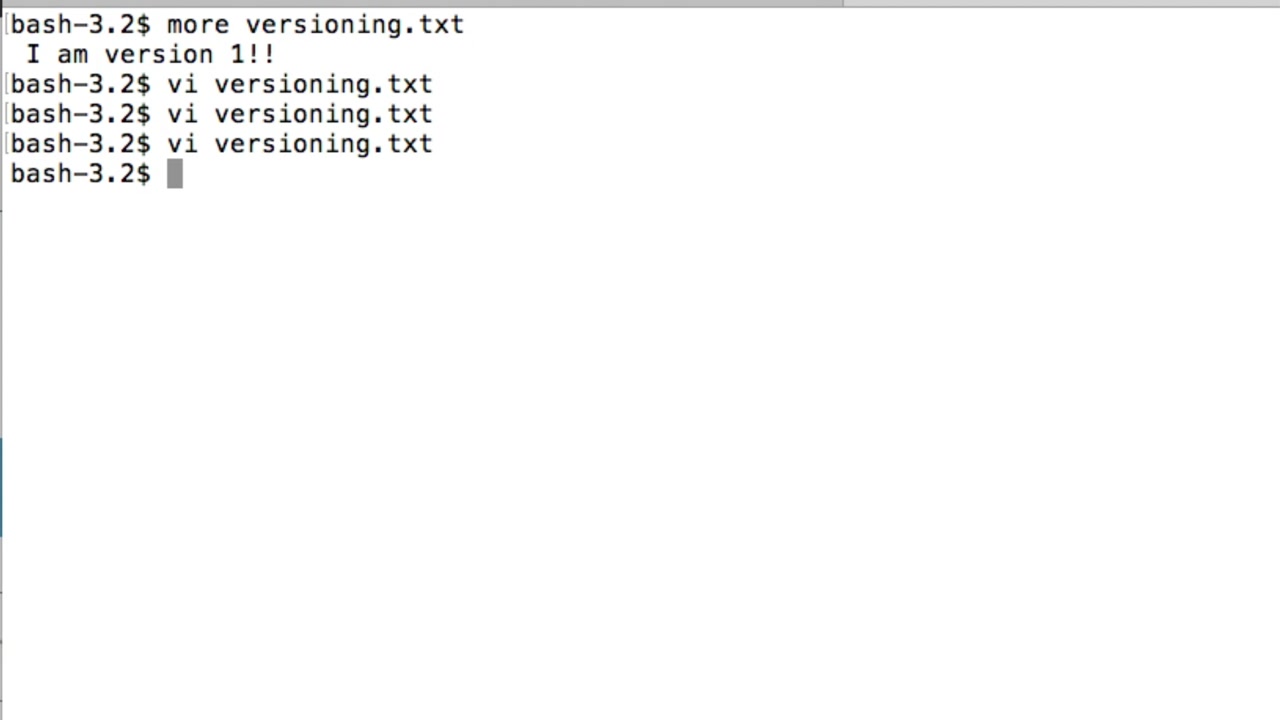 bash-3.2$ more versioning.txt
I am version 1!!
bash-3.2$ vi versioning.txt
bash-3.2$ vi versioning.txt
bash-3.2$ vi versioning.txt
bash-3.2$